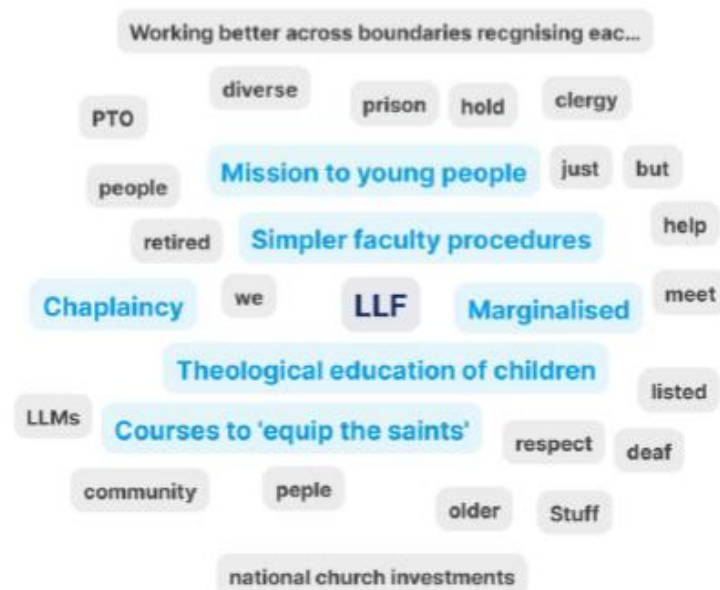 Working better across boundaries recgnising eac...
diverse
prison
hold
clergy
PTO
Mission to young people
just
but
people
retired
Simpler faculty procedures
help
Chaplaincy
we
LLF
Marginalised
meet
Theological education of children
listed
LLMs
Courses to 'equip the saints'
respect
deaf
community
peple
older
Stuff
national church investments